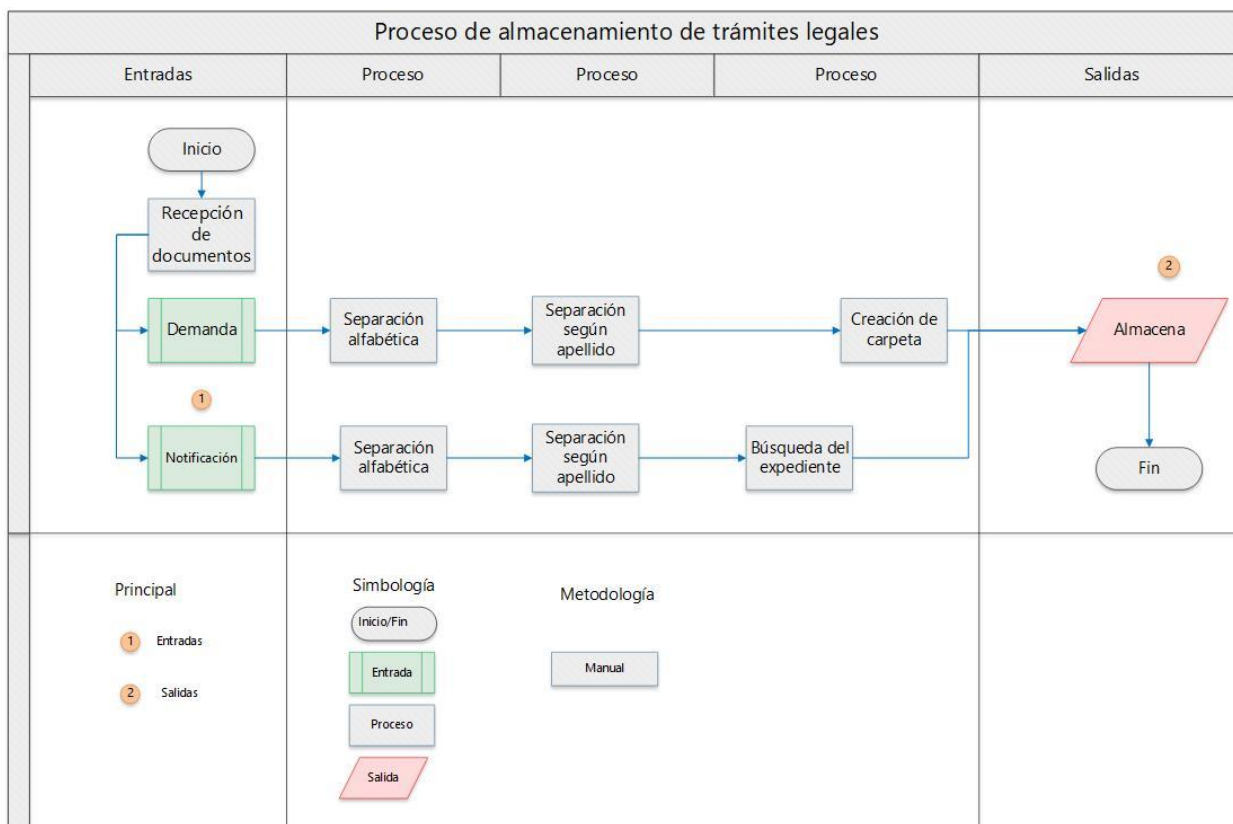 Proceso de almacenamiento de trámites legales
Entradas
Proceso
Proceso
Proceso
Salidas
Inicio
Recepción
de
documentos
2
Demanda
Separación
alfabética
Separación
según
apellido
Creación de
carpeta
Almacena
1
Notificación
Separación
alfabética
Separación
según
apellido
Búsqueda del
expediente
Fin
Principal
1 Entradas
2 Salidas
Simbología
Inicio/Fin
Entrada
Proceso
Salida
Metodología
Manual